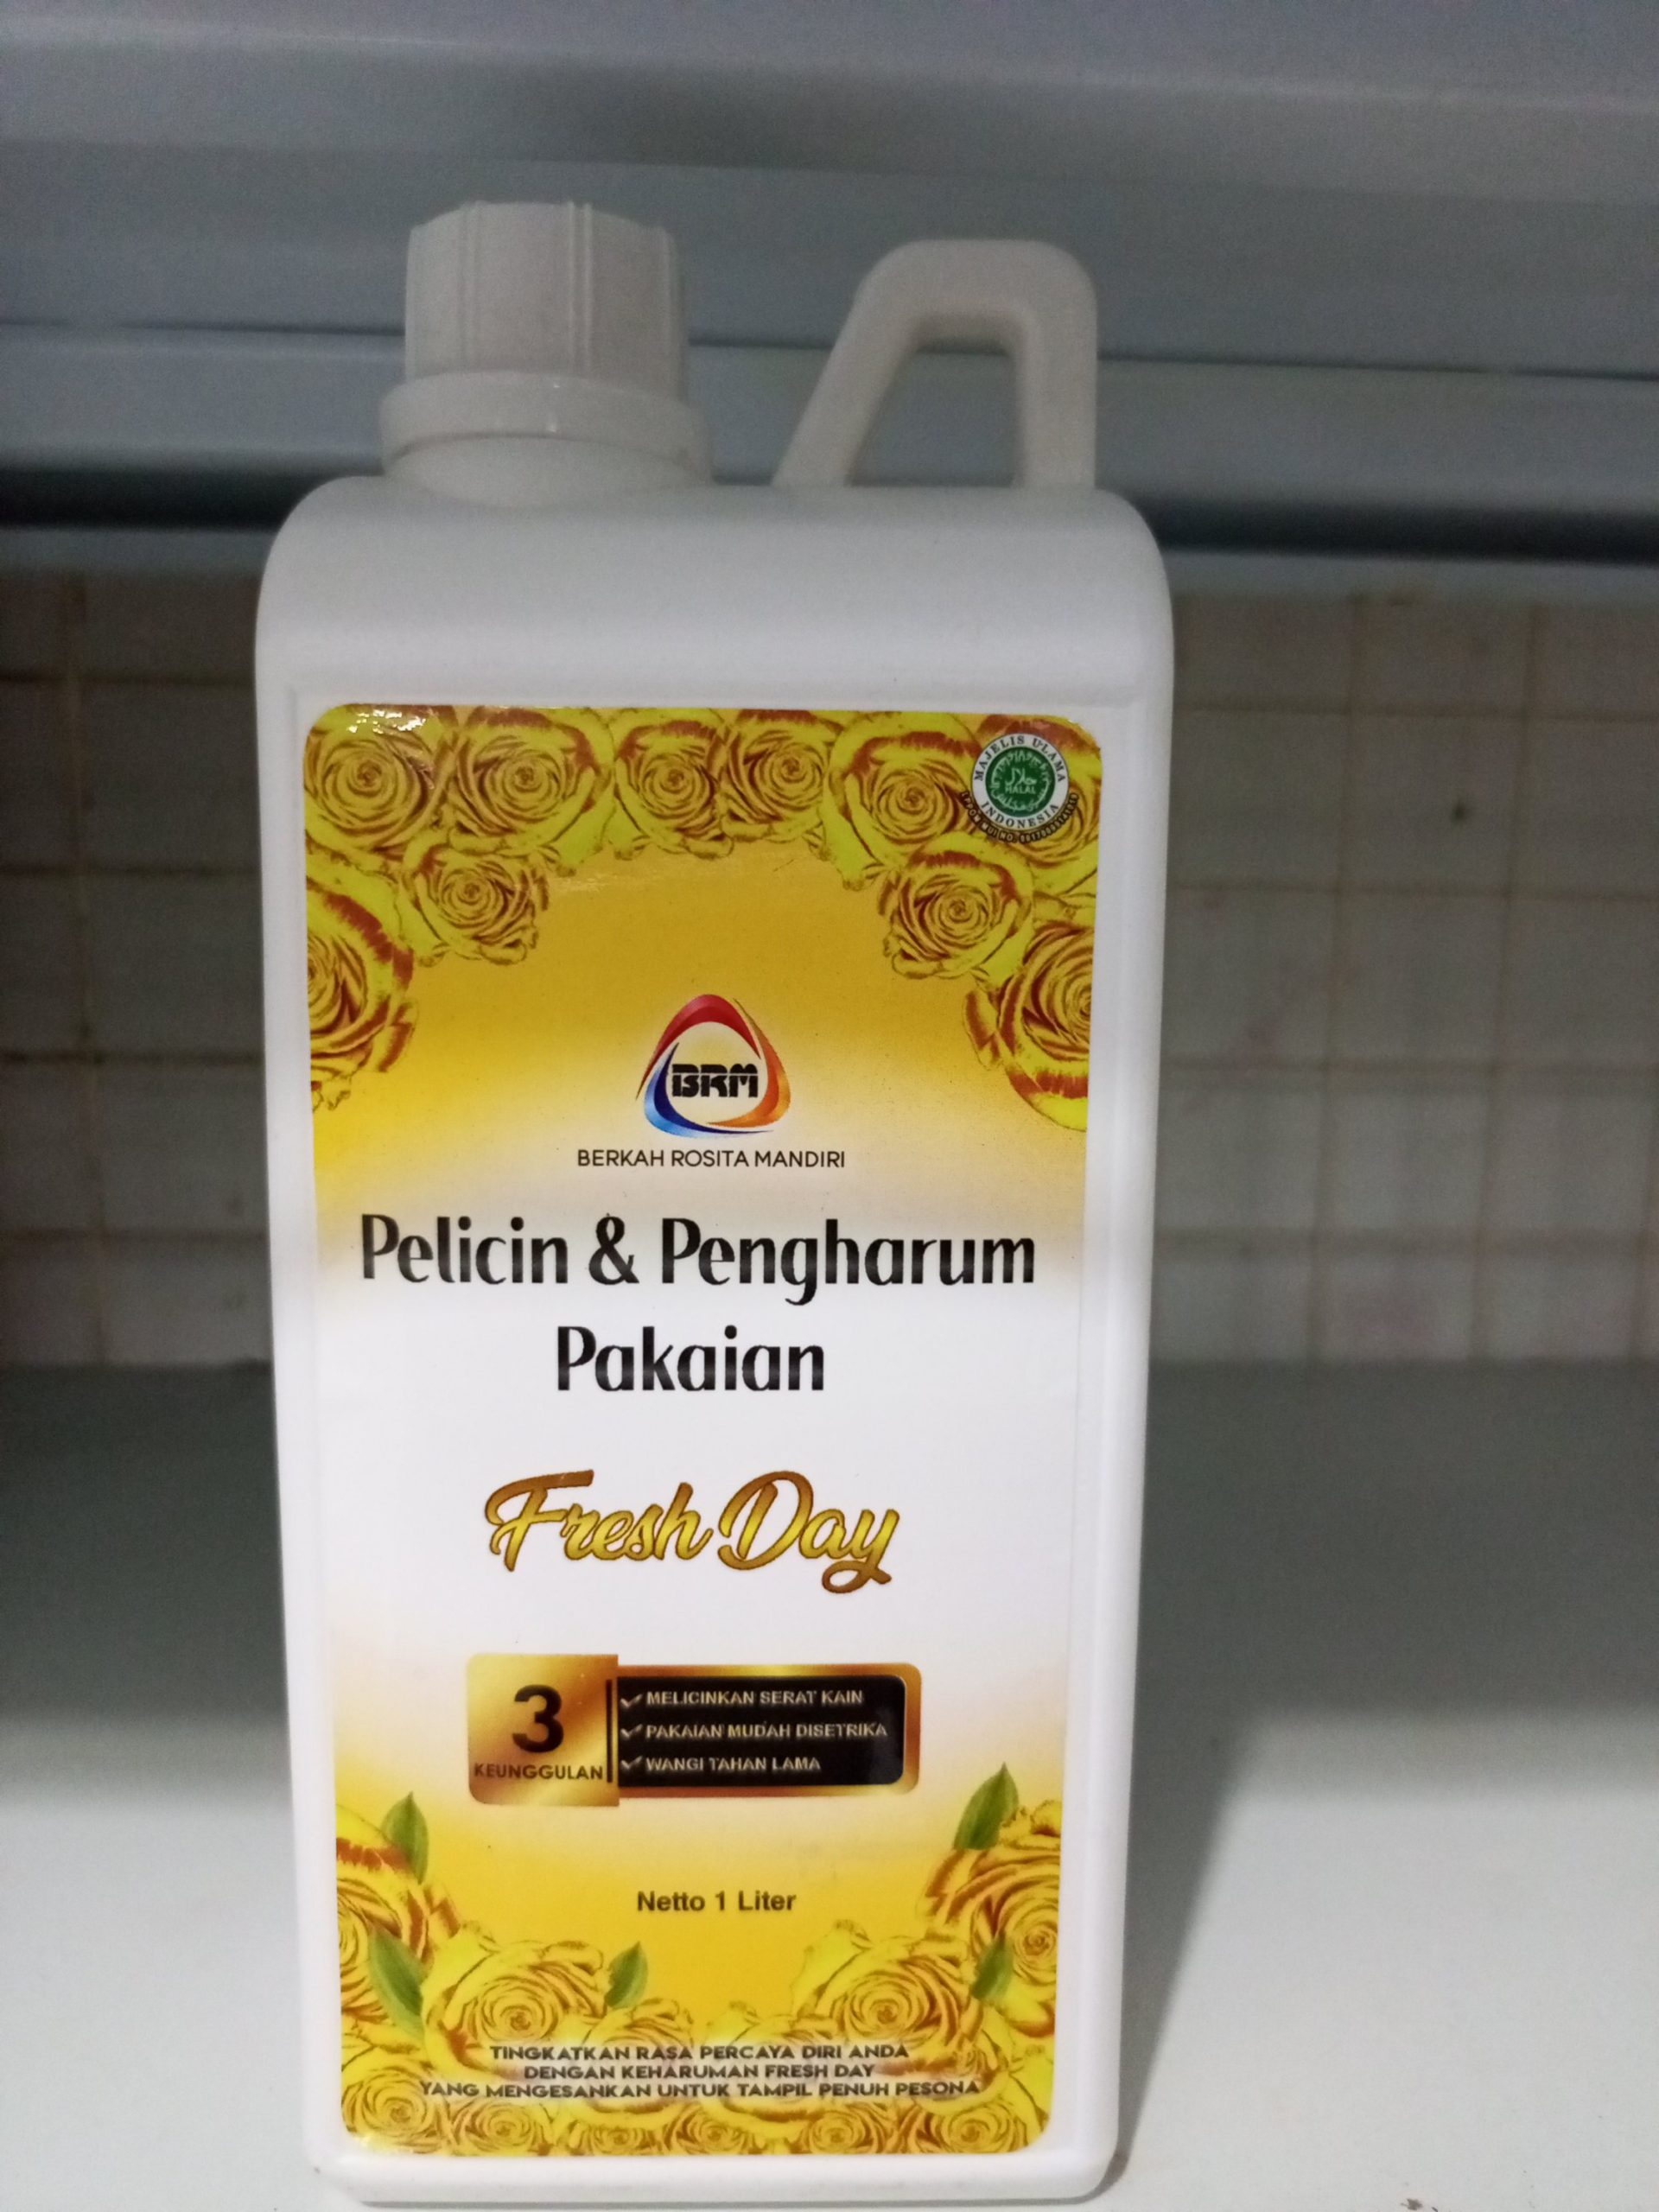 MAJELIS ULAMA
حلال
HALAL
INDONESIA
BRM
BERKAH ROSITA MANDIRI
Pelicin & Pengharum
Pakaian
Fresh Day
3
KEUNGGULAN
MELICINKAN SERAT KAIN
PAKAIAN MUDAH DISETRIKA
WANGI TAHAN LAMA
Netto 1 Liter
TINGKATKAN RASA PERCAYA DIRI ANDA
DENGAN KEHARUMAN FRESH DAY
YANG MENGESANKAN UNTUK TAMPIL PENUH PESONA